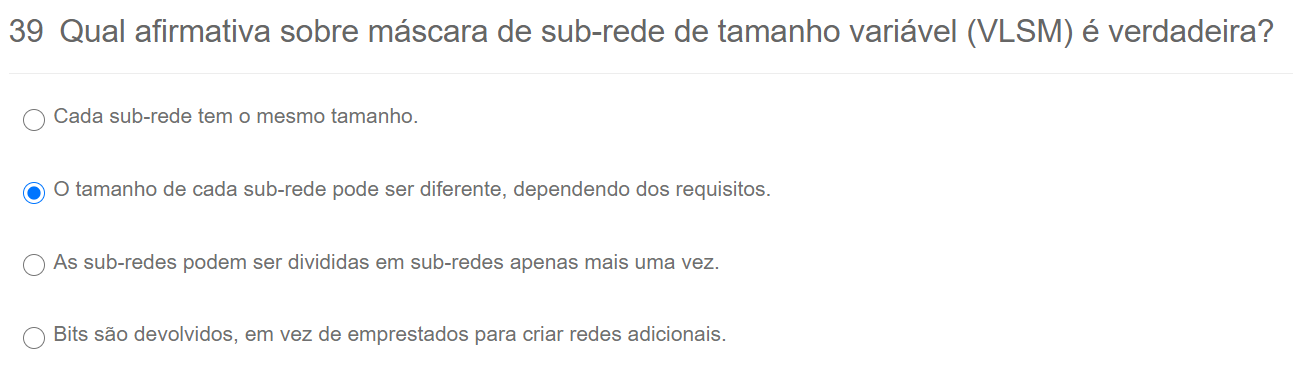 39 Qual afirmativa sobre máscara de sub-rede de tamanho variável (VLSM) é verdadeira?
Cada sub-rede tem o mesmo tamanho.
O tamanho de cada sub-rede pode ser diferente, dependendo dos requisitos.
As sub-redes podem ser divididas em sub-redes apenas mais uma vez.
Bits são devolvidos, em vez de emprestados para criar redes adicionais.